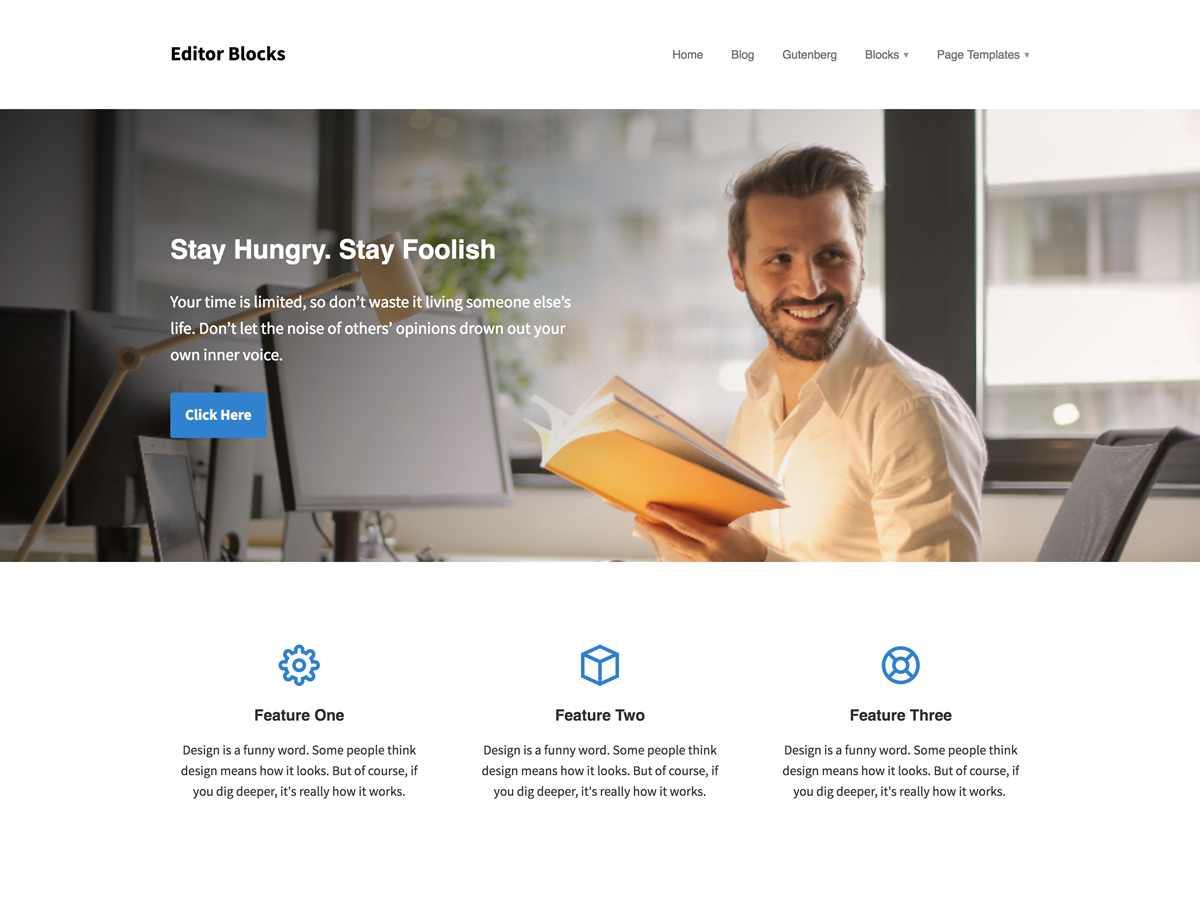 Editor Blocks
Home Blog Gutenberg Blocks ▾ Page Templates ▾
Stay Hungry. Stay Foolish
Your time is limited, so don’t waste it living someone else’s
life. Don’t let the noise of others’ opinions drown out your
own inner voice.
Click Here
Feature One
Design is a funny word. Some people think
design means how it looks. But of course, if
you dig deeper, it's really how it works.
Feature Two
Design is a funny word. Some people think
design means how it looks. But of course, if
you dig deeper, it's really how it works.
Feature Three
Design is a funny word. Some people think
design means how it looks. But of course, if
you dig deeper, it's really how it works.